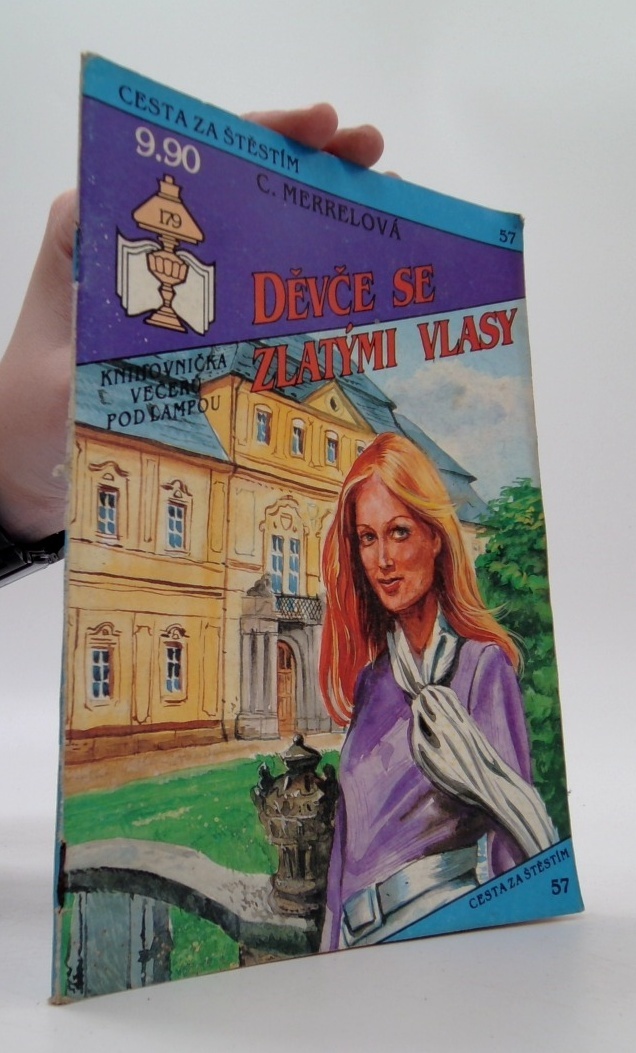 CESTA ZA ŠTĚSTÍM
9.90
C. MERRELOVÁ
57
179
DĚVČE SE
ZLATÝMI VLASY
KNIHOVNIČKA
VEČERŮ
POD LAMPOU
CESTA ZA ŠTĚSTÍM
57